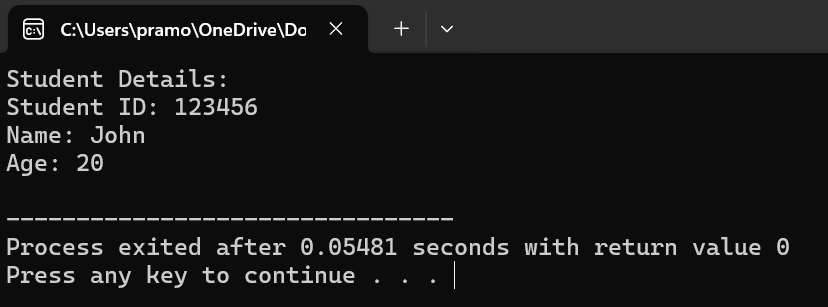 C:\Users\pramo\OneDrive\Do
Student Details:
Student ID: 123456
Name: John
Age: 20
--------------------------------
Process exited after 0.05481 seconds with return value 0
Press any key to continue . . .